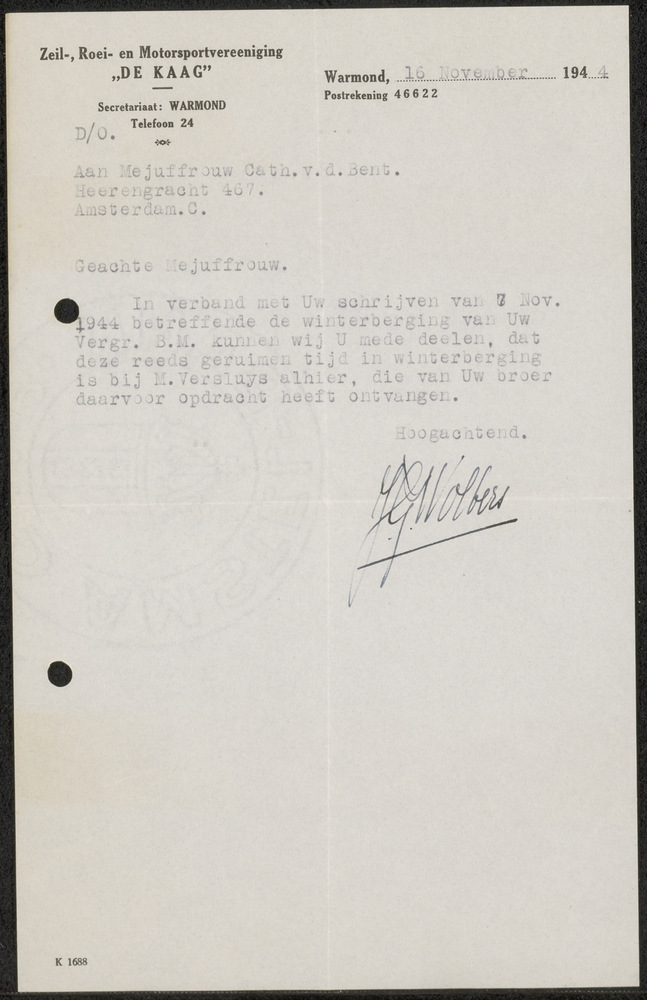 Zeil-, Roei- en Motorsportvereeniging
„DE KAAG”
Secretariaat: WARMOND
Telefoon 24
D/O.
Warmond, 16 November 1944
Postrekening 46622
Aan Mejuffrouw Cath.v.d.Bent.
Heerengracht 467.
Amsterdam.C.
Geachte Mejuffrouw.
In verband met Uw schrijven van 7 Nov.
1944 betreffende de winterberging van Uw
Vergr. B.M. kunnen wij U mede deelen, dat
deze reeds geruimen tijd in winterberging
is bij M.Versluys alhier, die van Uw broer
daarvoor opdracht heeft ontvangen.
Hoogachtend.
J.G.Wolbers
K 1688